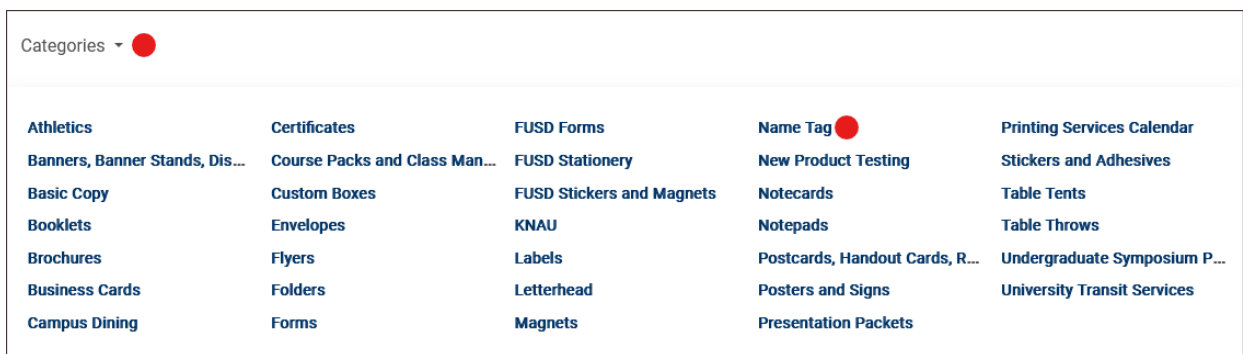 Categories
Athletics
Banners, Banner Stands, Dis...
Basic Copy
Booklets
Brochures
Business Cards
Campus Dining
Certificates
Course Packs and Class Man...
Custom Boxes
Envelopes
Flyers
Folders
Forms
FUSD Forms
FUSD Stationery
FUSD Stickers and Magnets
KNAU
Labels
Letterhead
Magnets
Name Tag
New Product Testing
Notecards
Notepads
Postcards, Handout Cards, R...
Posters and Signs
Presentation Packets
Printing Services Calendar
Stickers and Adhesives
Table Tents
Table Throws
Undergraduate Symposium P...
University Transit Services